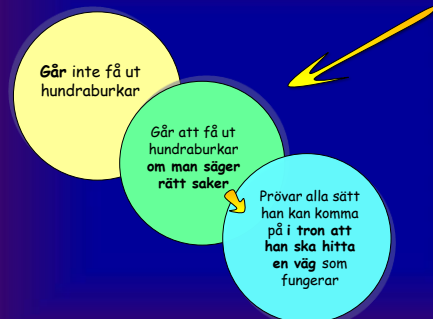 Går inte få ut
hundraburkar
Går att få ut
hundraburkar
om man säger
rätt saker
Prövar alla sätt
han kan komma
på i tron att
han ska hitta
en väg som
fungerar